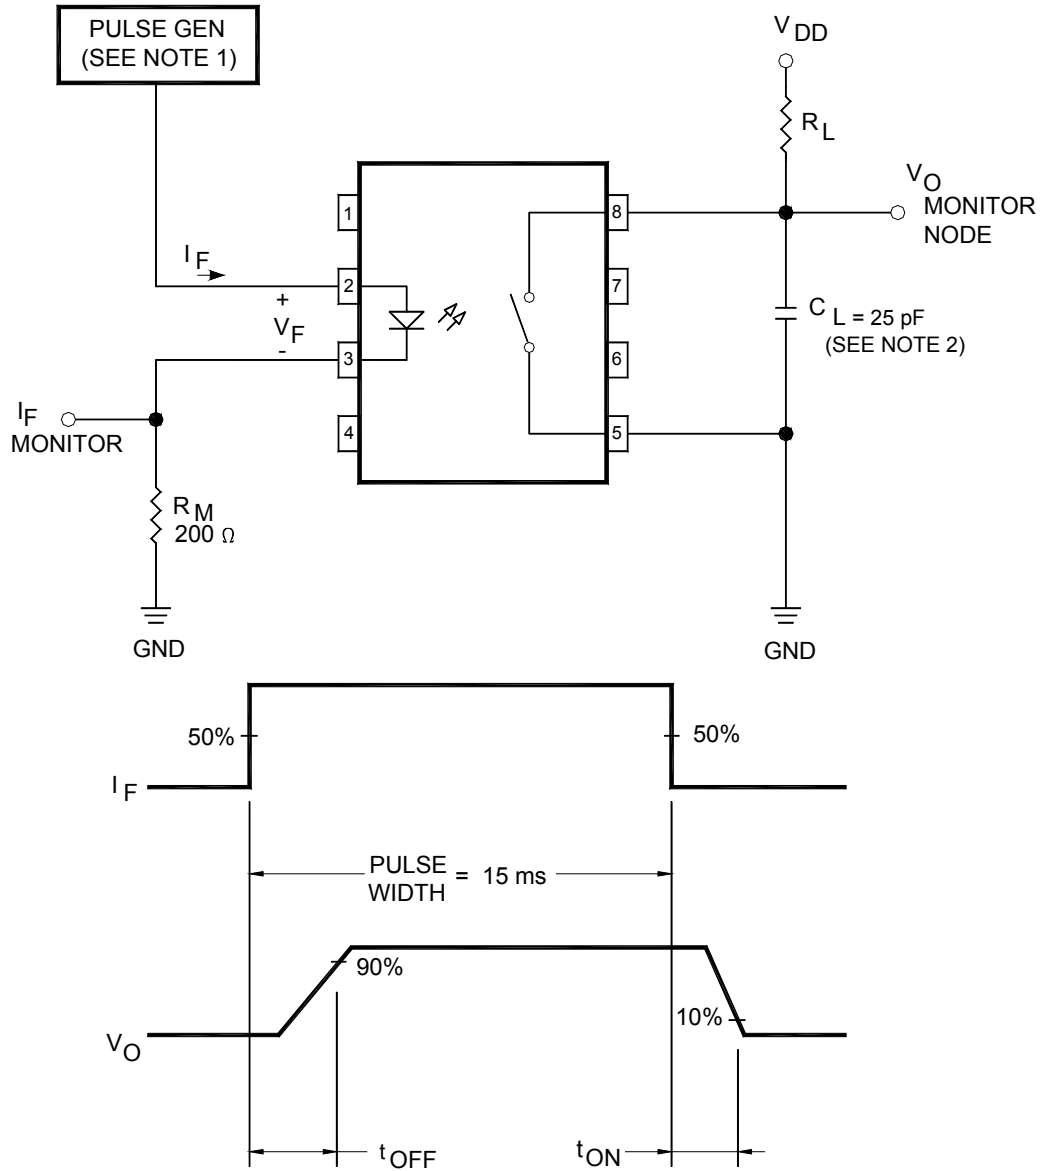 PULSE GEN
(SEE NOTE 1)
V DD
R L
V O
MONITOR
NODE
1
8
I F
2
7
+
V F
-
C L = 25 pF
(SEE NOTE 2)
3
6
I F
MONITOR
4
5
R M
200 Ω
GND
GND
50%
50%
I F
PULSE
WIDTH = 15 ms
90%
10%
V O
t OFF
t ON